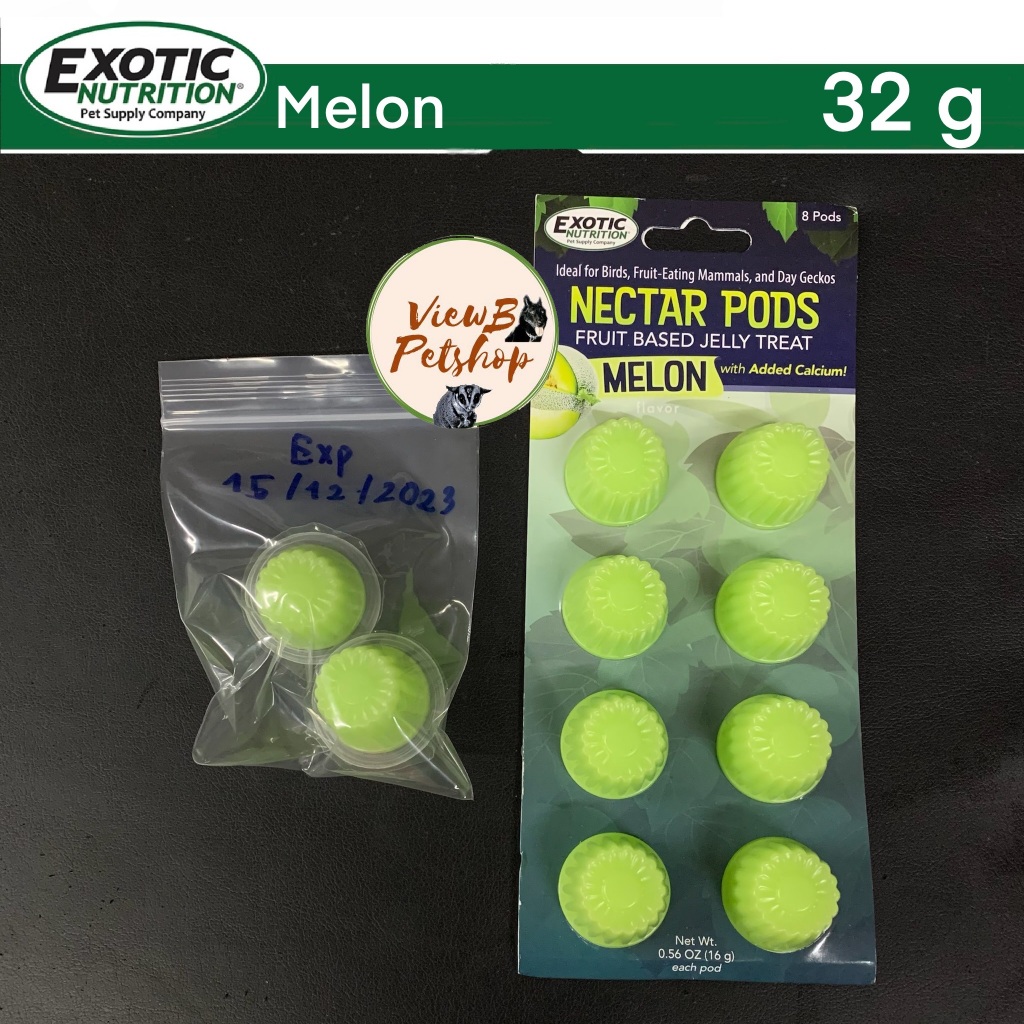 EXOTIC
NUTRITION®
Pet Supply Company
Melon
32 g
EXOTIC
NUTRITION
Pet Supply Company
8 Pods
Ideal for Birds, Fruit-Eating Mammals, and Day Geckos
NECTAR PODS
FRUIT BASED JELLY TREAT
MELON
with Added Calcium!
flavor
ViewB
Petshop
Exp
15/12/2023
Net Wt.
0.56 OZ (16 g)
each pod